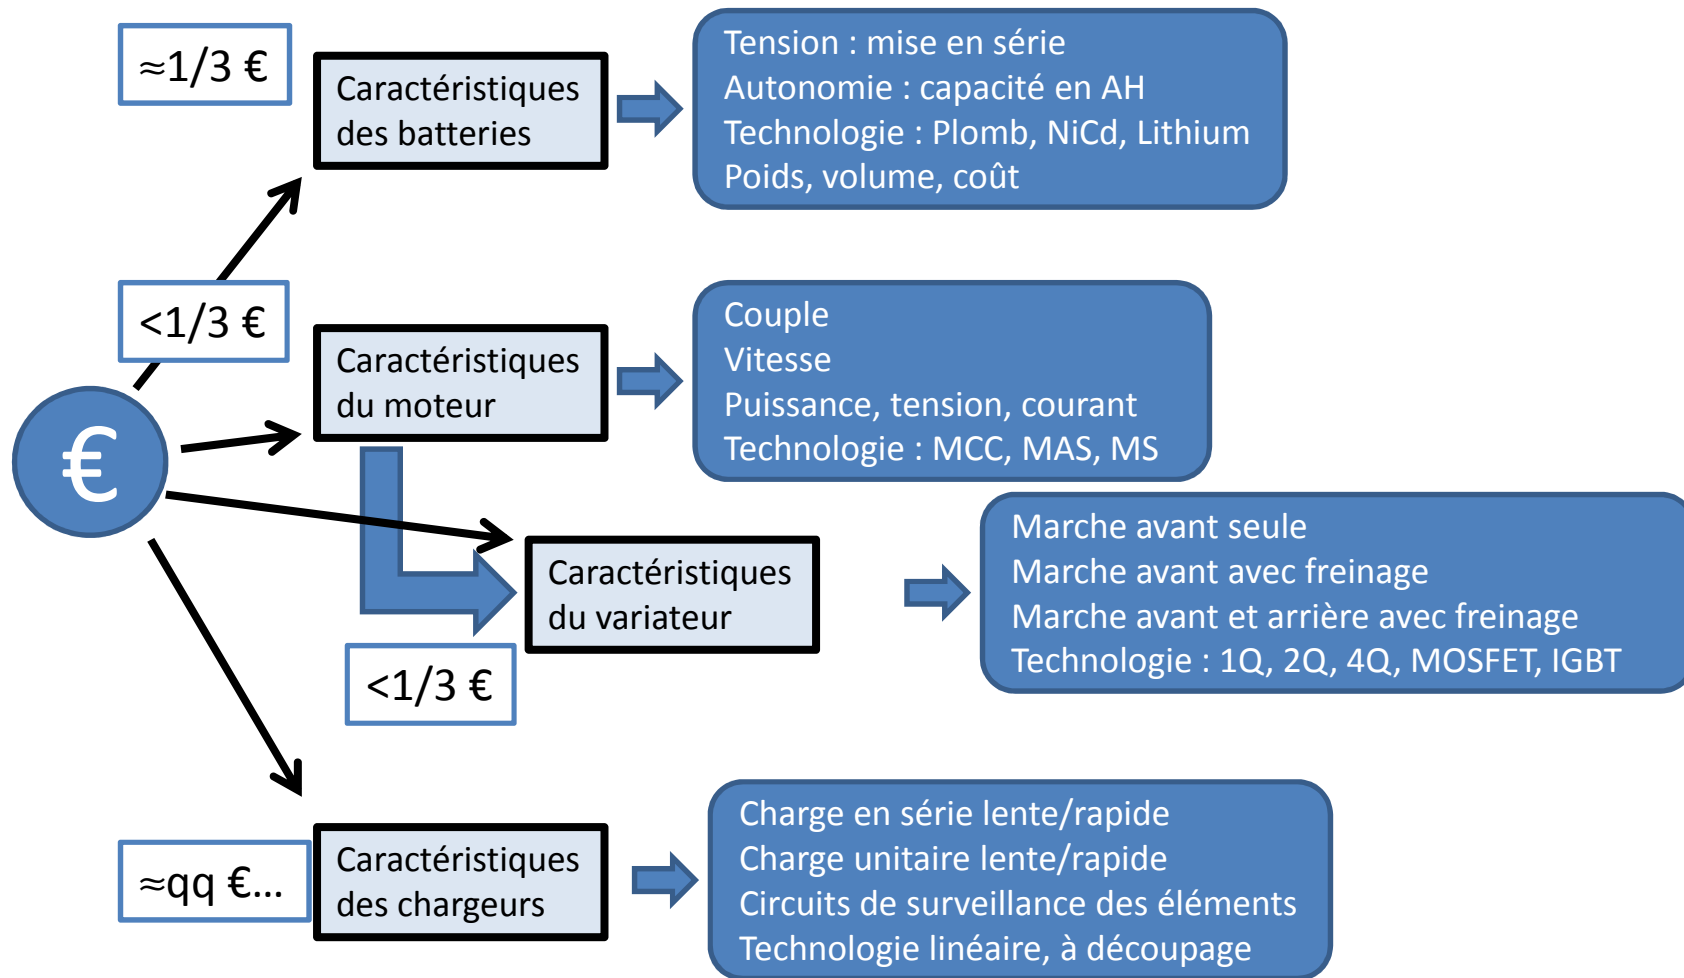 ≈1/3 €
Caractéristiques
des batteries
Tension : mise en série
Autonomie : capacité en AH
Technologie : Plomb, NiCd, Lithium
Poids, volume, coût
<1/3 €
Caractéristiques
du moteur
Couple
Vitesse
Puissance, tension, courant
Technologie : MCC, MAS, MS
€
Caractéristiques
du variateur
<1/3 €
Marche avant seule
Marche avant avec freinage
Marche avant et arrière avec freinage
Technologie : 1Q, 2Q, 4Q, MOSFET, IGBT
≈qq €...
Caractéristiques
des chargeurs
Charge en série lente/rapide
Charge unitaire lente/rapide
Circuits de surveillance des éléments
Technologie linéaire, à découpage